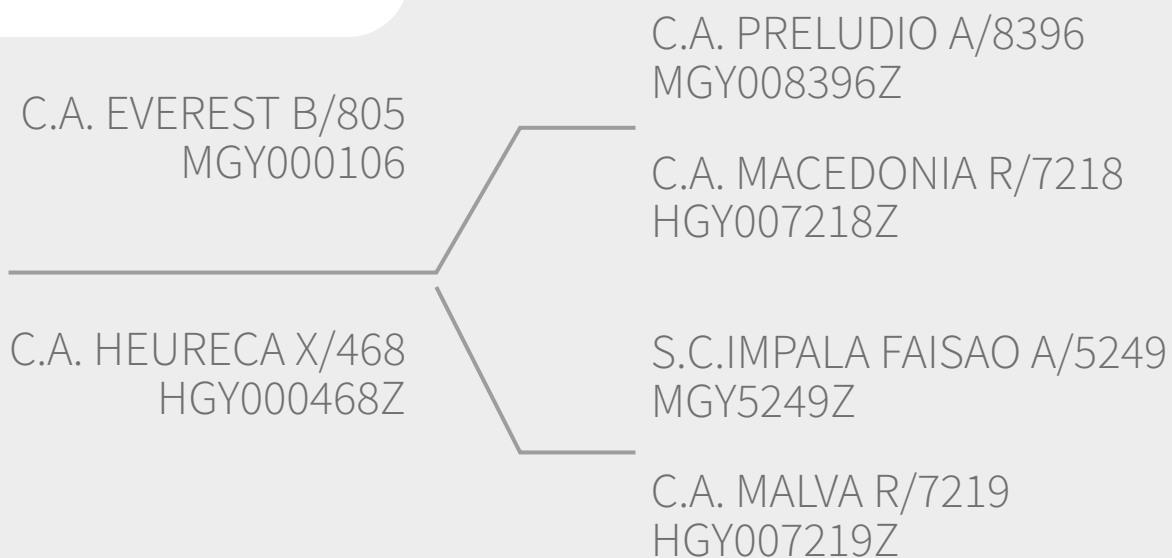 C.A. EVEREST B/805
MGY000106
C.A. HEURECA X/468
HGY000468Z
C.A. PRELUDIO A/8396
MGY008396Z
C.A. MACEDONIA R/7218
HGY007218Z
S.C.IMPALA FAISAO A/5249
MGY5249Z
C.A. MALVA R/7219
HGY007219Z